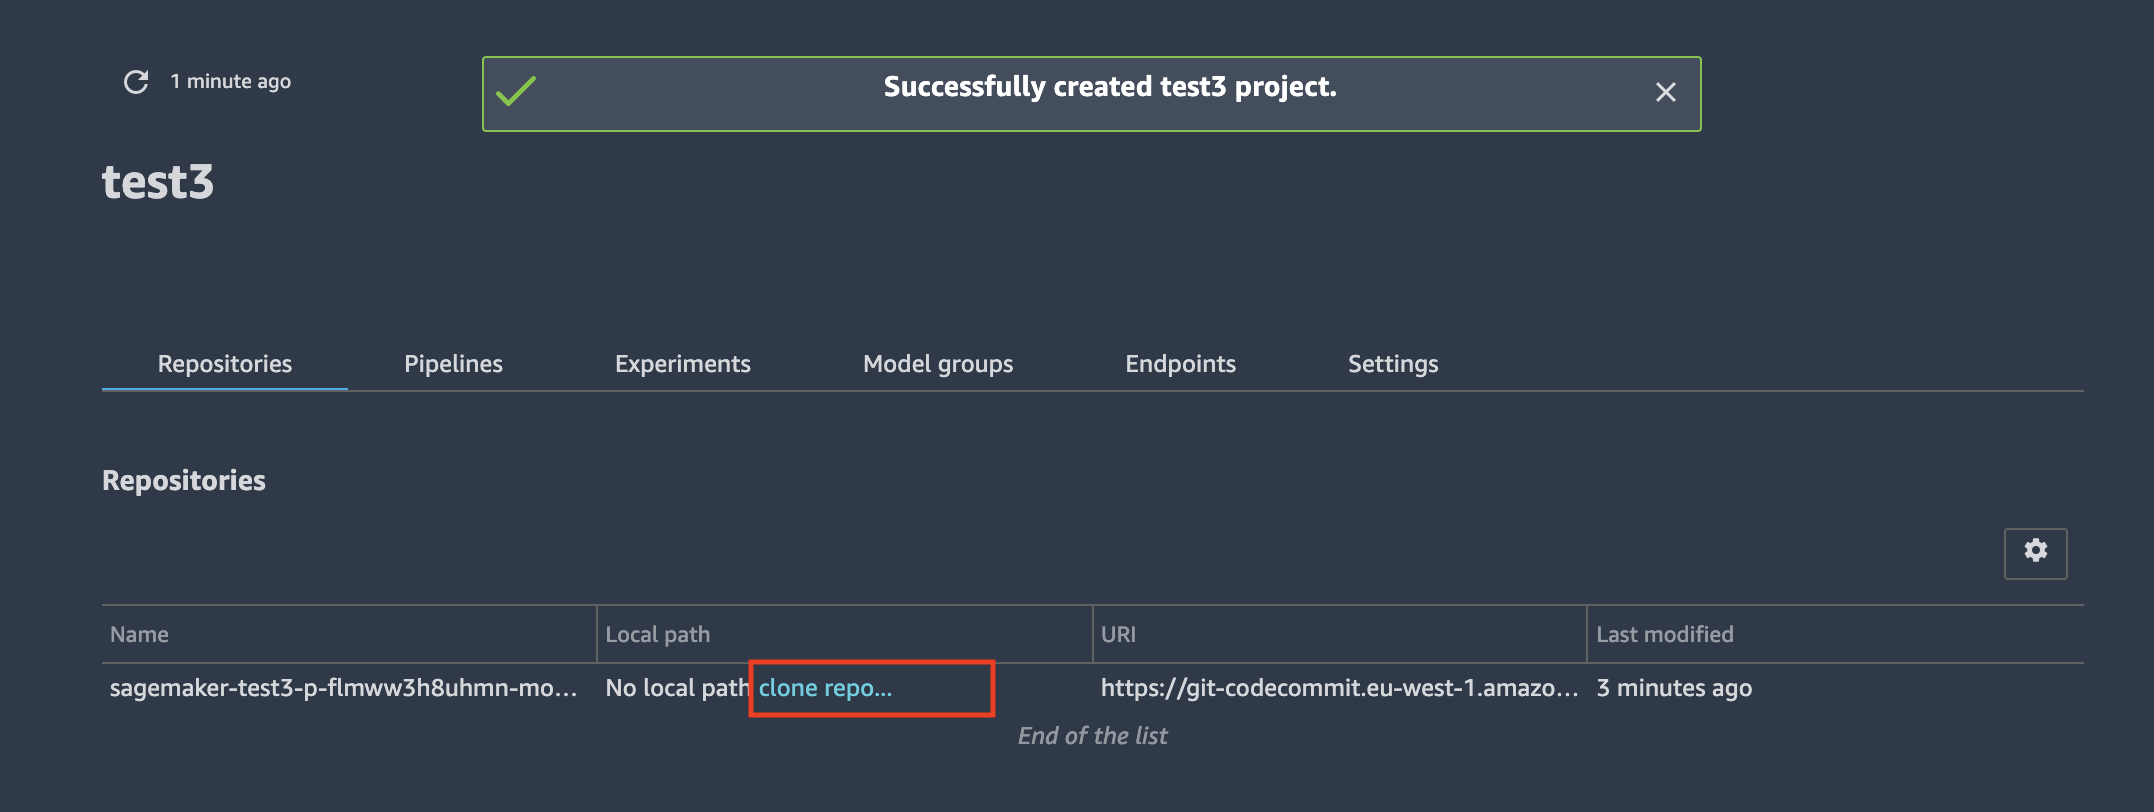 1 minute ago
Successfully created test3 project.
test3
Repositories Pipelines Experiments Model groups Endpoints Settings
Repositories
Name Local path URI Last modified
sagemaker-test3-p-flmww3h8uhmn-mo... No local path clone repo... https://git-codecommit.eu-west-1.amazo... 3 minutes ago
End of the list